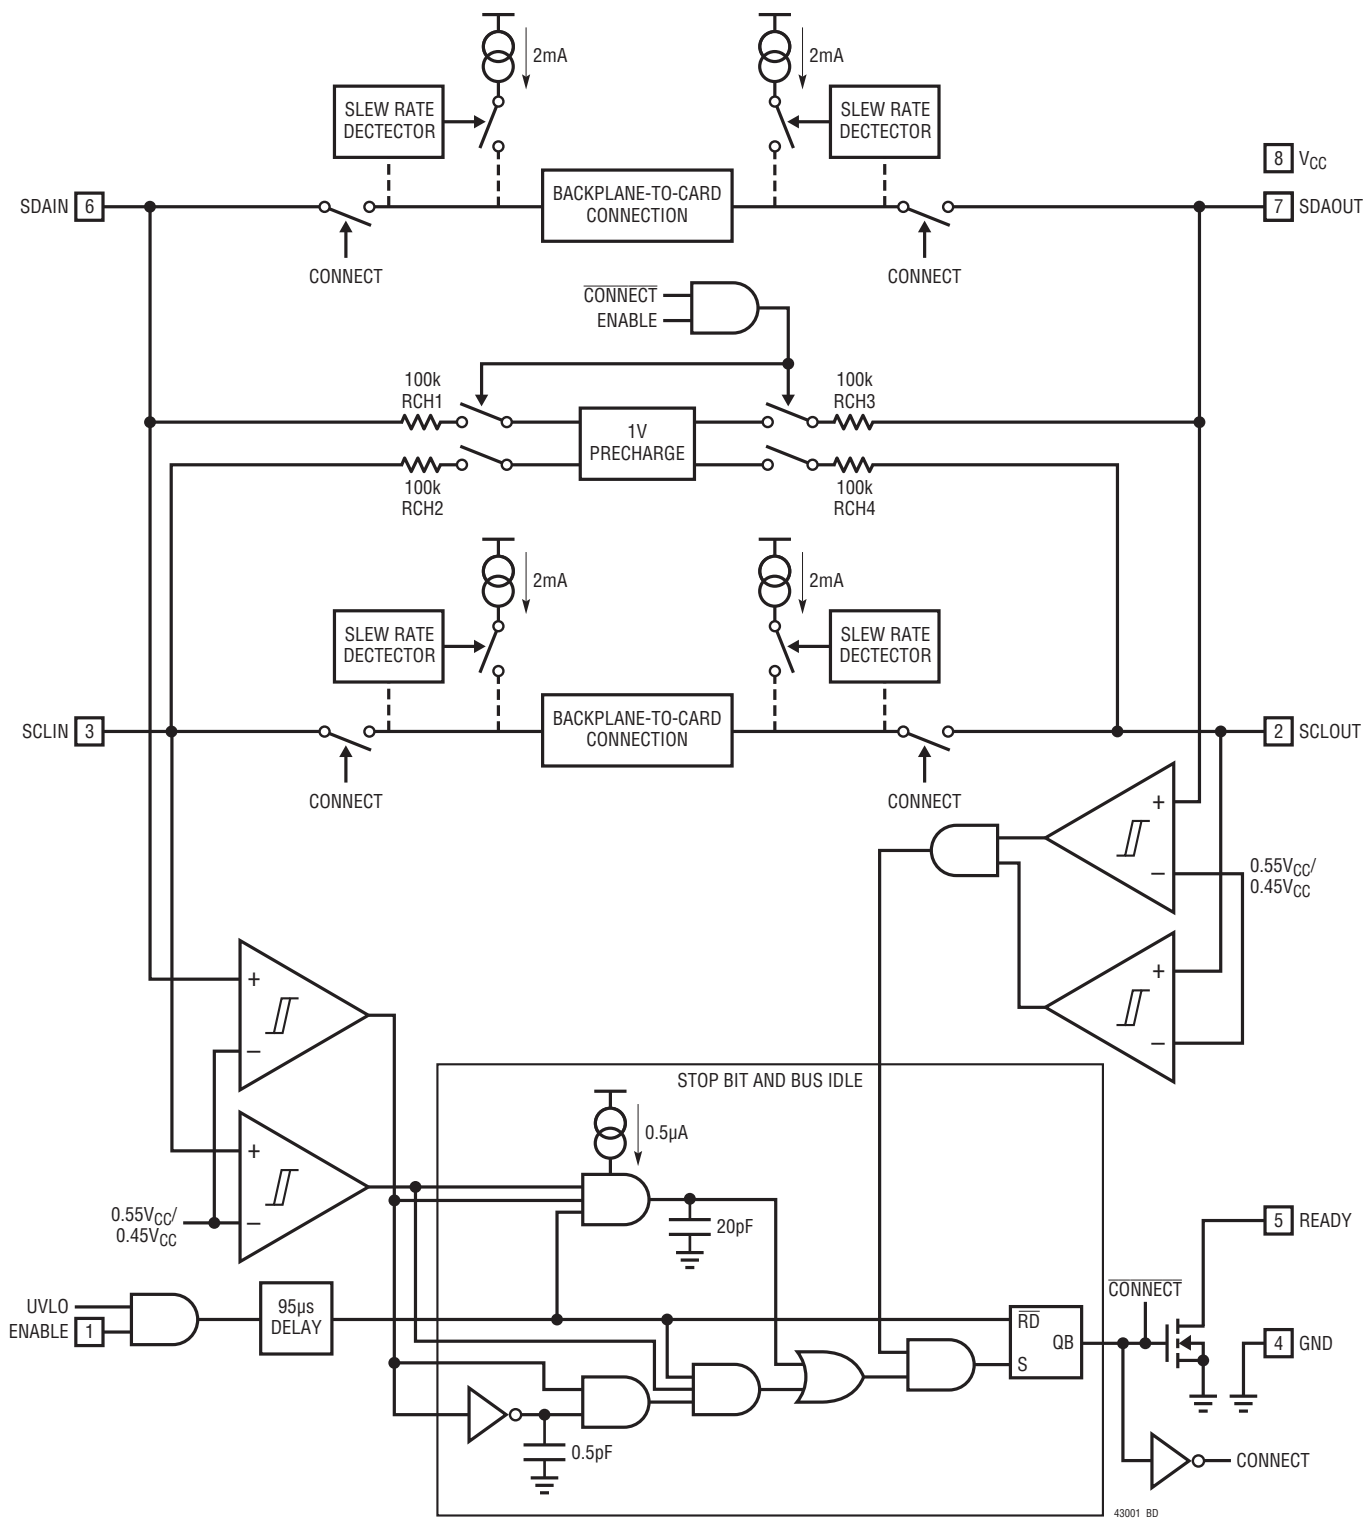 2mA
2mA
SLEW RATE
DECTECTOR
SLEW RATE
DECTECTOR
8 VCC
SDAIN 6
BACKPLANE-TO-CARD
CONNECTION
7 SDAOUT
CONNECT
CONNECT
CONNECT
ENABLE
100k
RCH1
100k
RCH3
1V
PRECHARGE
100k
RCH2
100k
RCH4
2mA
2mA
SLEW RATE
DECTECTOR
SLEW RATE
DECTECTOR
SCLIN 3
BACKPLANE-TO-CARD
CONNECTION
2 SCLOUT
CONNECT
CONNECT
+
–
0.55VCC/
0.45VCC
+
–
+
–
STOP BIT AND BUS IDLE
0.5µA
+
–
0.55VCC/
0.45VCC
20pF
5 READY
UVLO
ENABLE 1
95µs
DELAY
CONNECT
RD
QB
S
4 GND
0.5pF
CONNECT
43001 BD